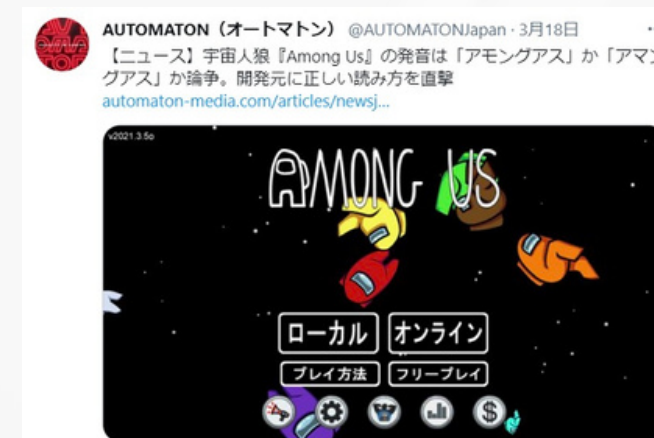 AUTOMATON（オートマトン） @AUTOMATONJapan · 3月18日
【ニュース】宇宙人狼『Among Us』の発音は「アモングアス」か「アマン
グアス」か論争。開発元に正しい読み方を直撃
automaton-media.com/articles/newsj...
v2021.3.5o
AMONG US
ローカル オンライン
プレイ方法 フリープレイ